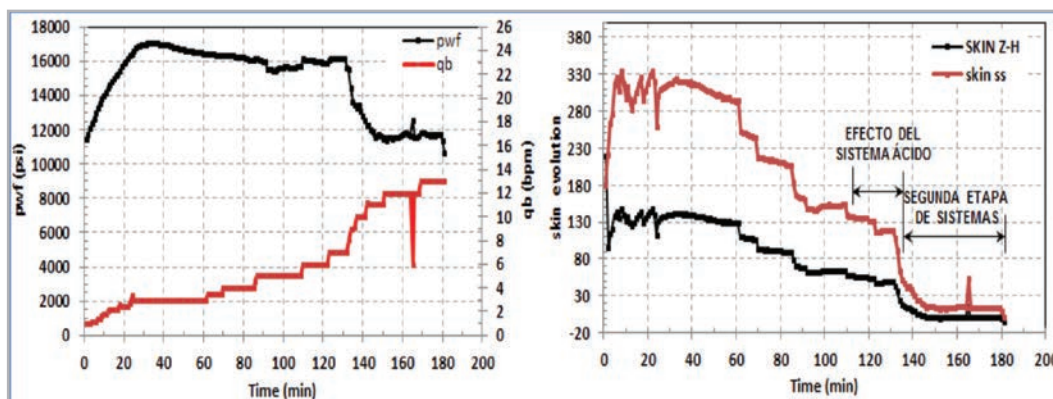 18000
16000
14000
12000
10000
8000
6000
4000
2000
0
pwf (psi)
26
24
22
20
18
16
14
12
10
8
6
4
2
0
qb (bpm)
pwf
qb
0 20 40 60 80 100 120 140 160 180 200
Time (min)
380
330
280
230
180
130
80
30
-20
skin evolution
SKIN Z-H
skin ss
EFECTO DEL
SISTEMA ÁCIDO
SEGUNDA ETAPA
DE SISTEMAS
0 20 40 60 80 100 120 140 160 180 200
Time (min)